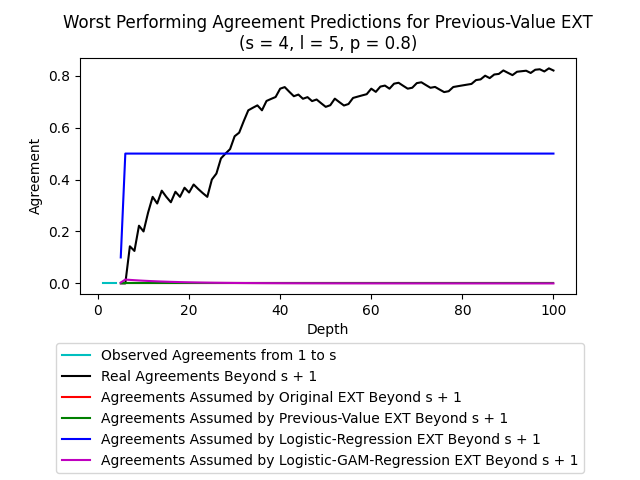 Worst Performing Agreement Predictions for Previous-Value EXT
(s = 4, l = 5, p = 0.8)
Agreement
0.8
0.6
0.4
0.2
0.0
0 20 40 60 80 100
Depth
Observed Agreements from 1 to s
Real Agreements Beyond s + 1
Agreements Assumed by Original EXT Beyond s + 1
Agreements Assumed by Previous-Value EXT Beyond s + 1
Agreements Assumed by Logistic-Regression EXT Beyond s + 1
Agreements Assumed by Logistic-GAM-Regression EXT Beyond s + 1